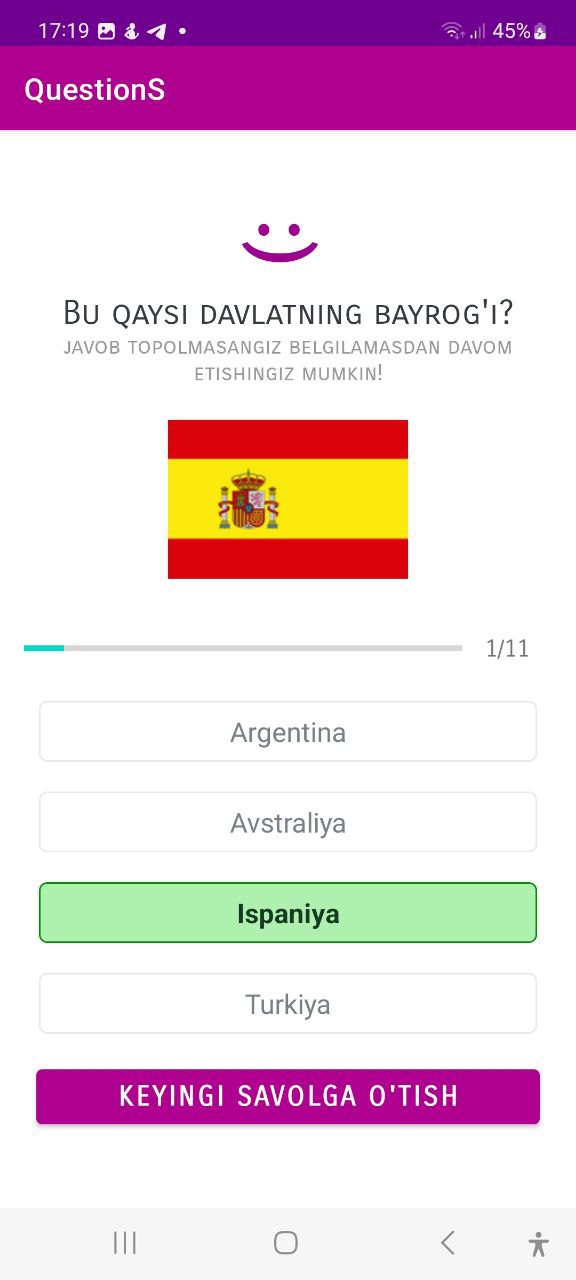 17:19
45%
QuestionS
Bu qaysi davlatning bayrog'i?
javob topolmasangiz belgilamasdan davom
etishingiz mumkin!
1/11
Argentina
Avstraliya
Ispaniya
Turkiya
KEYINGI SAVOLGA O'TISH